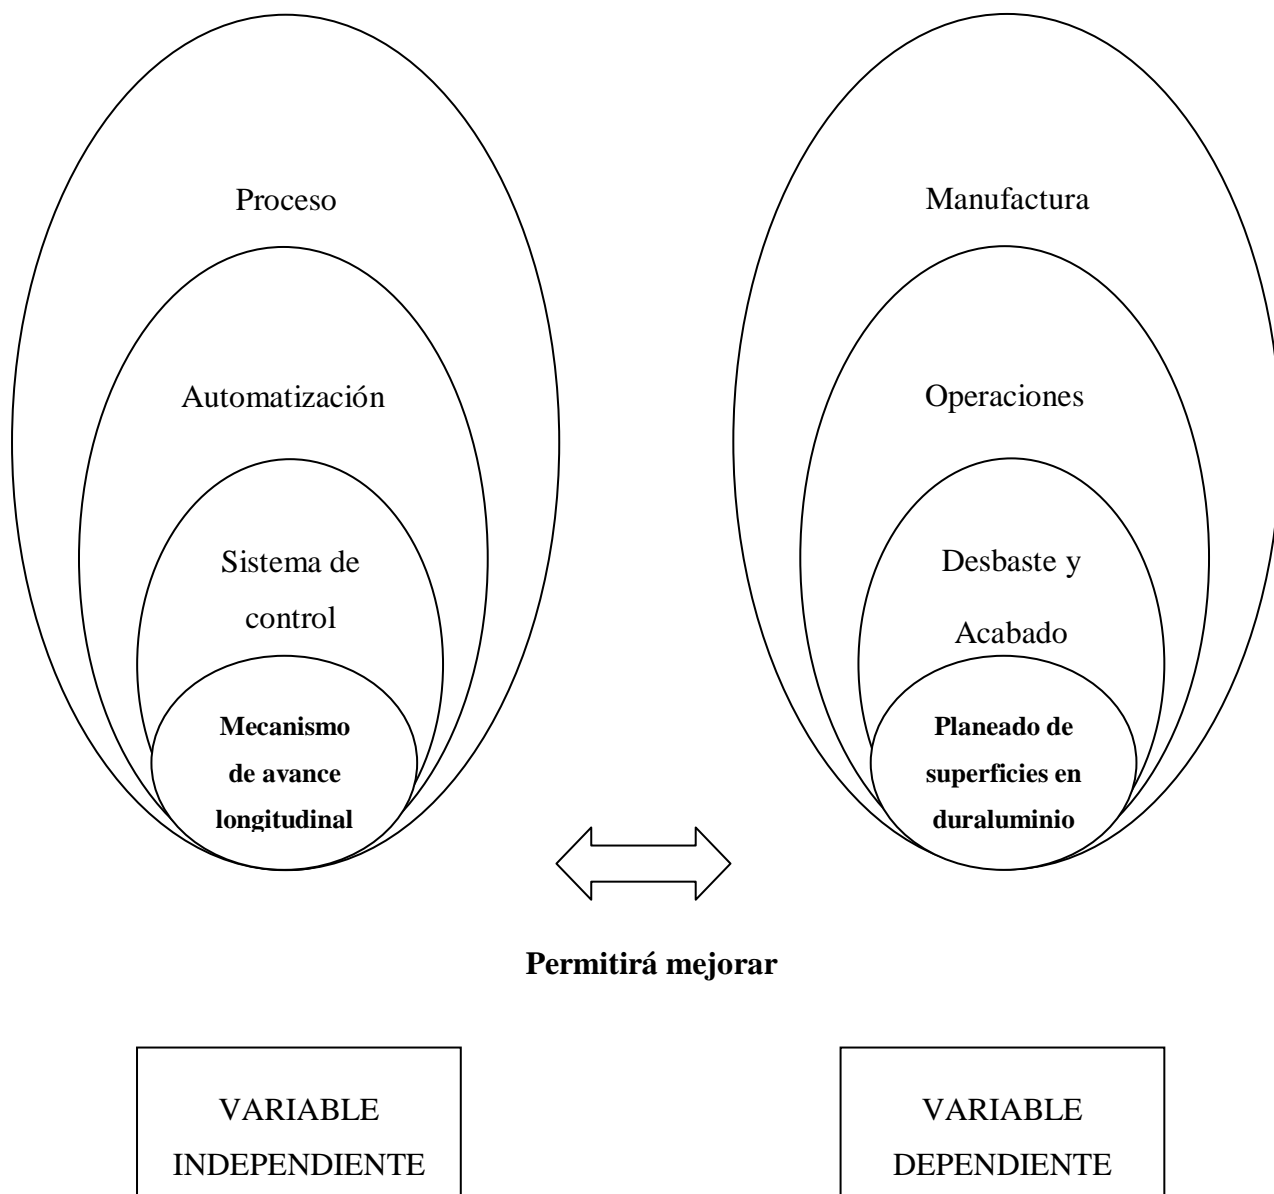 Proceso
Automatización
Sistema de
control
Mecanismo
de avance
longitudinal
Manufactura
Operaciones
Desbaste y
Acabado
Planeado de
superficies en
duraluminio
Permitirá mejorar
VARIABLE
INDEPENDIENTE
VARIABLE
DEPENDIENTE